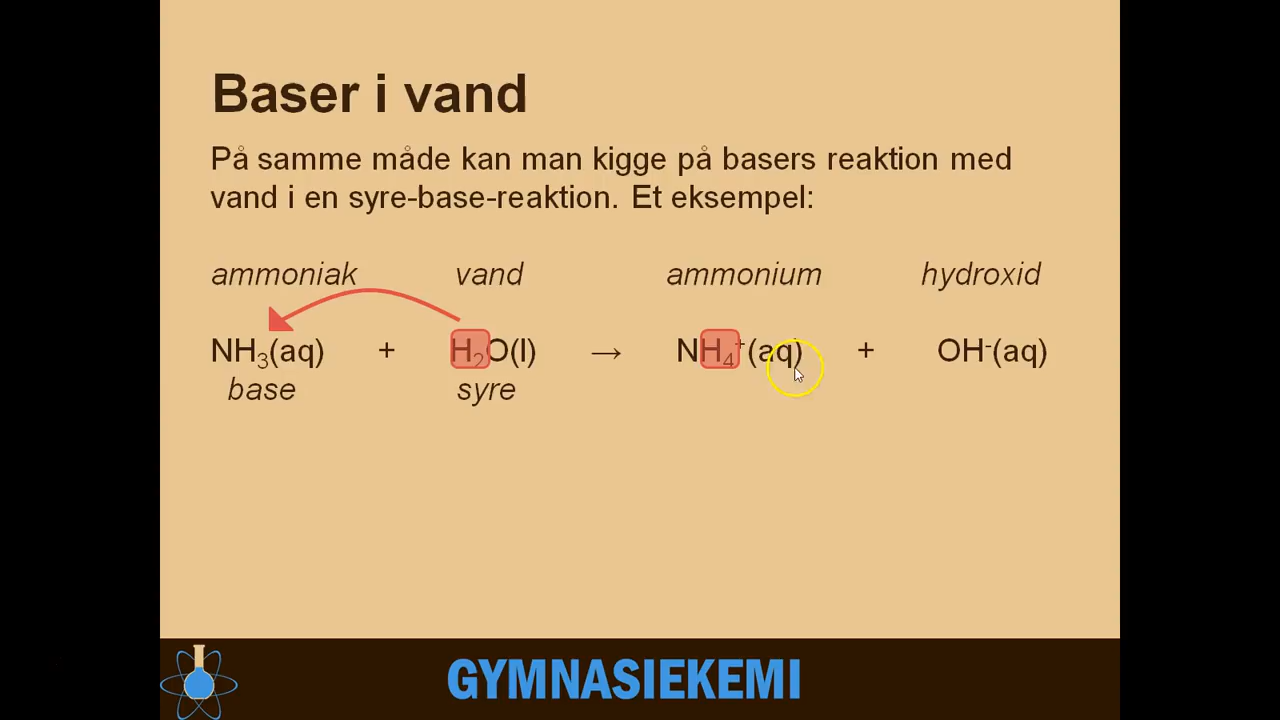 Baser i vand
På samme måde kan man kigge på basers reaktion med
vand i en syre-base-reaktion. Et eksempel:
ammoniak vand ammonium hydroxid
NH₃(aq) + H₂O(l) → NH₄⁺(aq) + OH⁻(aq)
base syre
GYMNASIEKEMI